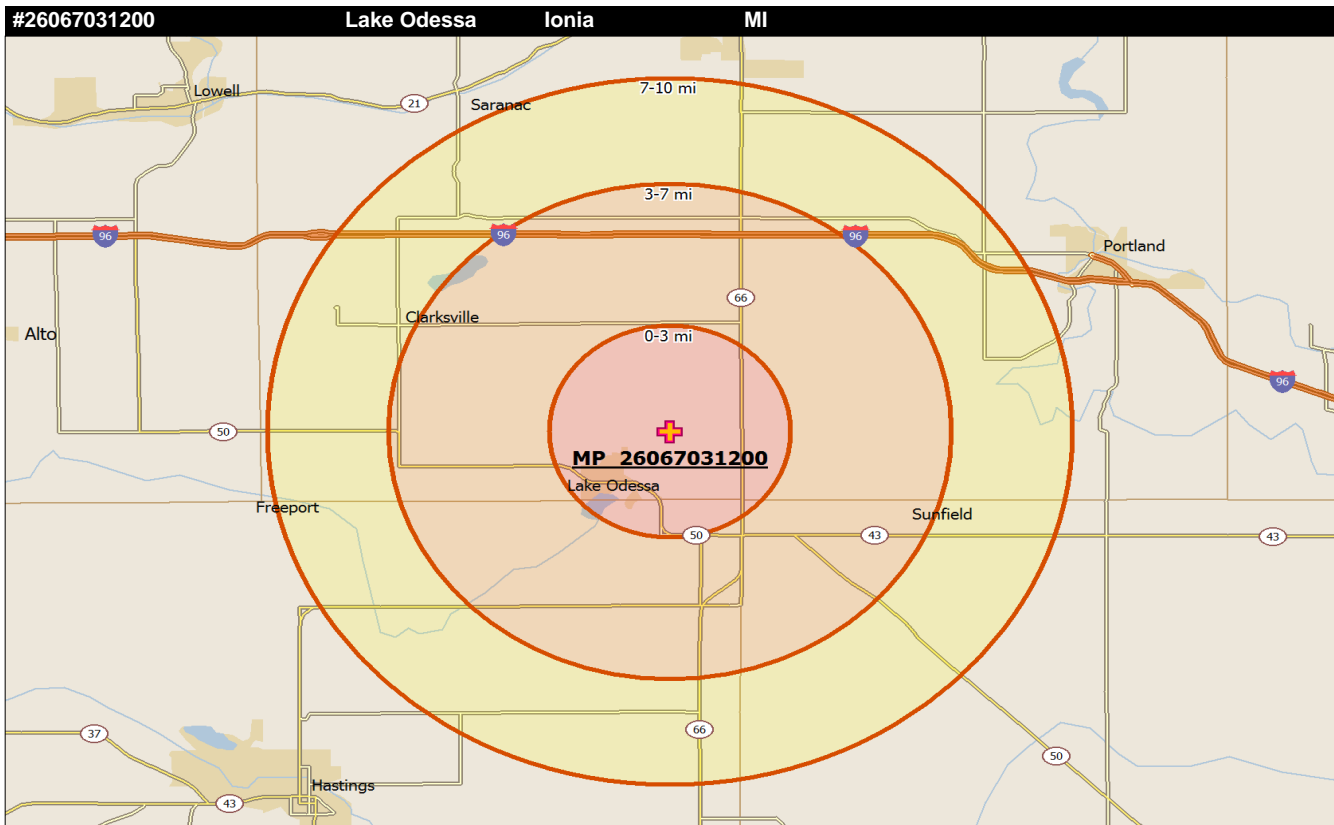 #26067031200 Lake Odessa Ionia MI
7-10 mi
Lowell
21
Saranac
3-7 mi
96
96
96
Portland
66
Clarksville
Alto
0-3 mi
96
50
MP 26067031200
Lake Odessa
Freeport
Sunfield
50
43
43
37
66
50
Hastings
43